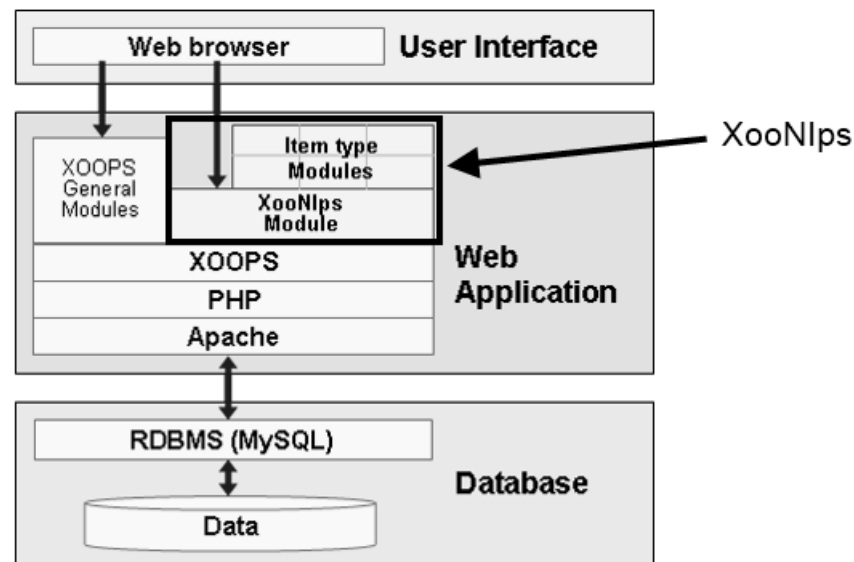 Web browser
User Interface
XooNIps
Item type
Modules
XOOPS
General
Modules
XooNIps
Module
XOOPS
PHP
Apache
Web
Application
RDBMS (MySQL)
Database
Data